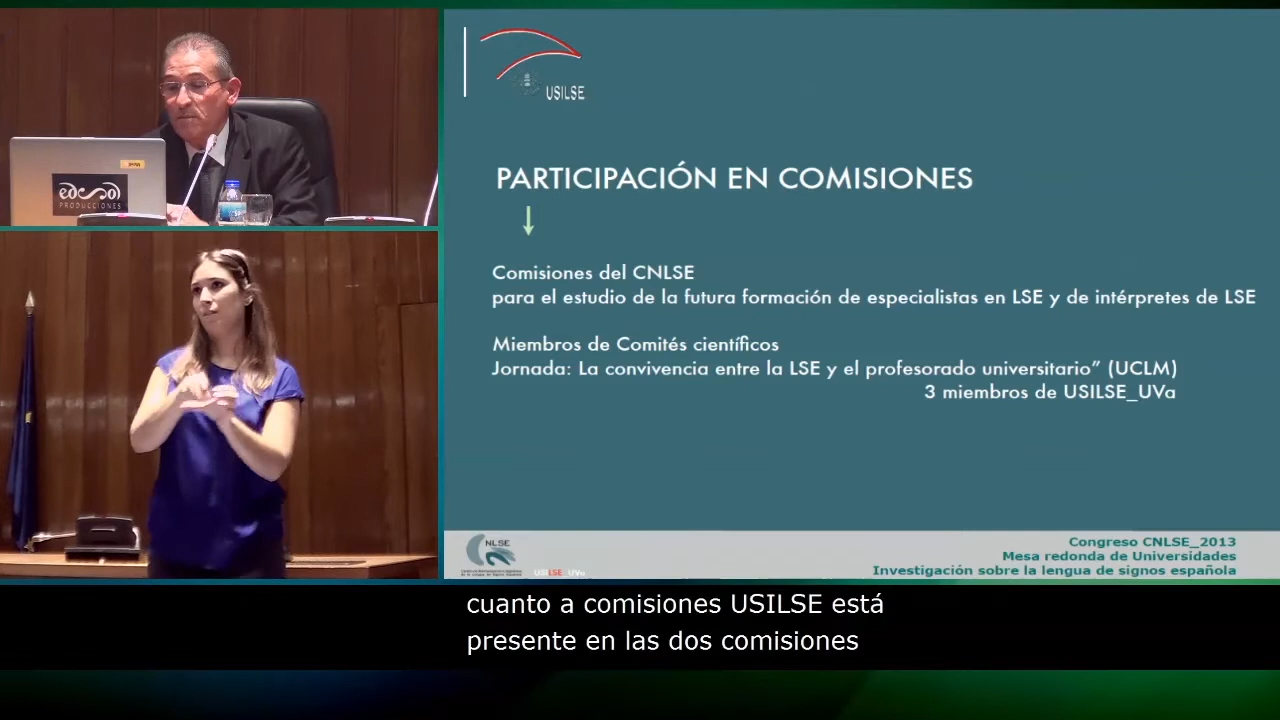 PRODUCCIONES
USILSE
PARTICIPACIÓN EN COMISIONES
Comisiones del CNLSE
para el estudio de la futura formación de especialistas en LSE y de intérpretes de LSE
Miembros de Comités científicos
Jornada: La convivencia entre la LSE y el profesorado universitario” (UCLM)
3 miembros de USILSE_UVa
CNLSE
USILSE_UVa
Congreso CNLSE_2013
Mesa redonda de Universidades
Investigación sobre la lengua de signos española
cuanto a comisiones USILSE está
presente en las dos comisiones